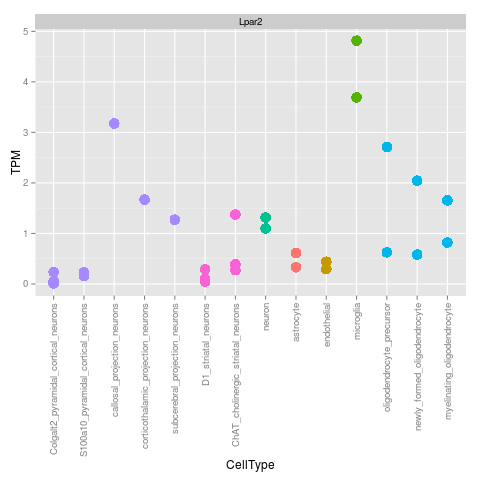 Lpar2
5
4
3
2
1
0
TPM
Colgalt2_pyramidal_cortical_neurons
S100a10_pyramidal_cortical_neurons
callosal_projection_neurons
corticothalamic_projection_neurons
subcerebral_projection_neurons
D1_striatal_neurons
ChAT_cholinergic_striatal_neurons
neuron
astrocyte
endothelial
microglia
oligodendrocyte_precursor
newly_formed_oligodendrocyte
myelinating_oligodendrocyte
CellType